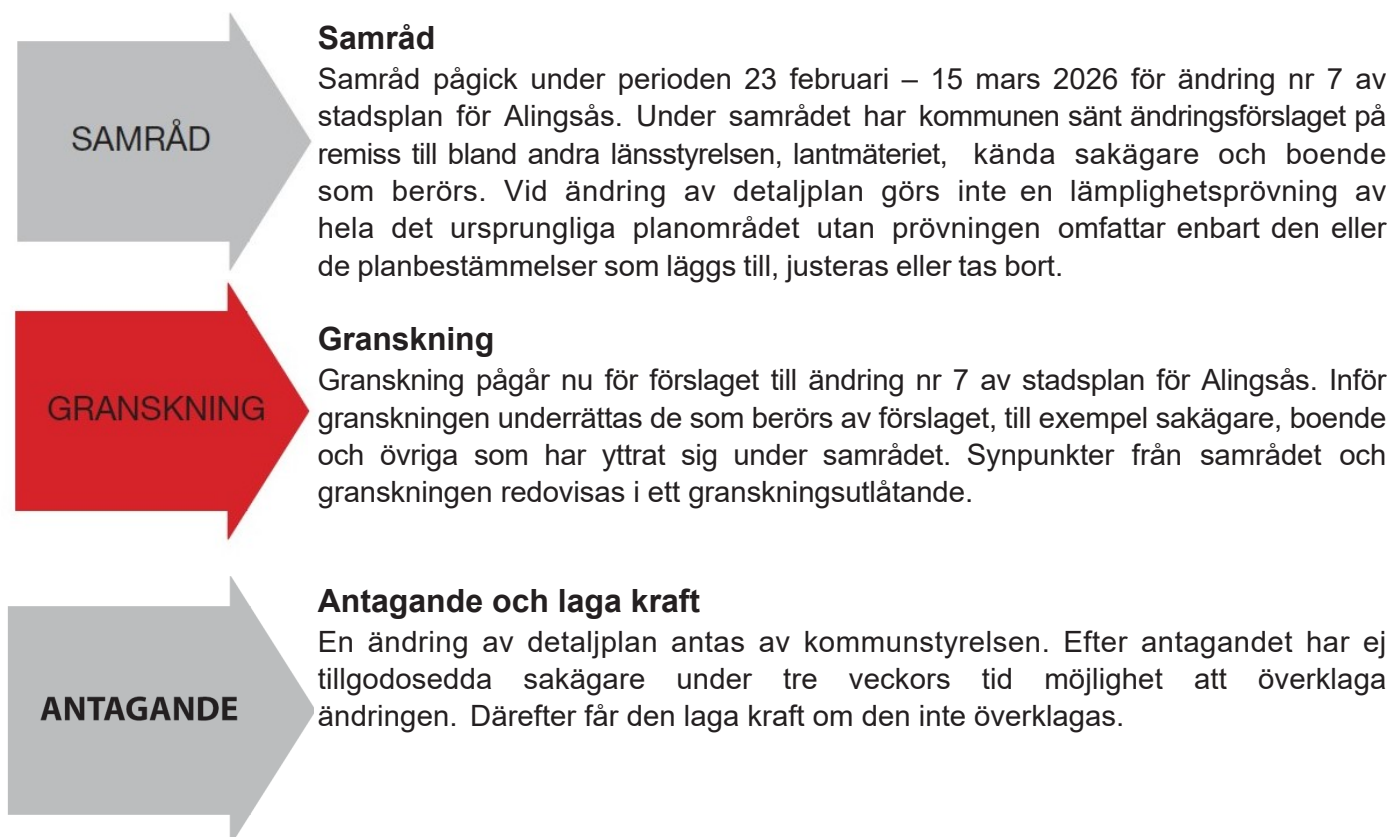 Samråd
Samråd pågick under perioden 23 februari – 15 mars 2026 för ändring nr 7 av
stadsplan för Alingsås. Under samrådet har kommunen sänt ändringsförslaget på
remiss till bland andra länsstyrelsen, lantmäteriet, kända sakägare och boende
som berörs. Vid ändring av detaljplan görs inte en lämplighetsprövning av
hela det ursprungliga planområdet utan prövningen omfattar enbart den eller
de planbestämmelser som läggs till, justeras eller tas bort.
SAMRÅD
Granskning
Granskning pågår nu för förslaget till ändring nr 7 av stadsplan för Alingsås. Inför
granskningen underrättas de som berörs av förslaget, till exempel sakägare, boende
och övriga som har yttrat sig under samrådet. Synpunkter från samrådet och
granskningen redovisas i ett granskningsutlåtande.
GRANSKNING
Antagande och laga kraft
En ändring av detaljplan antas av kommunstyrelsen. Efter antagandet har ej
tillgodosedda sakägare under tre veckors tid möjlighet att överklaga
ändringen. Därefter får den laga kraft om den inte överklagas.
ANTAGANDE